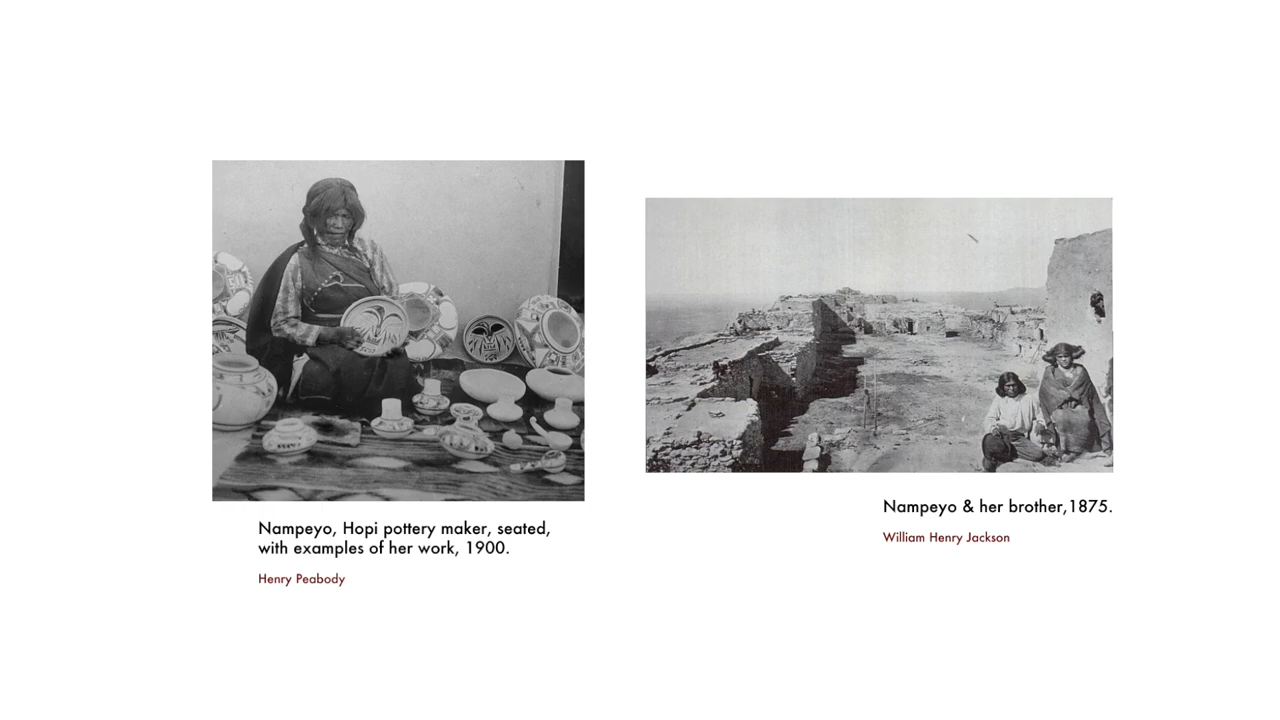 Nampeyo, Hopi pottery maker, seated,
with examples of her work, 1900.
Henry Peabody
Nampeyo & her brother,1875.
William Henry Jackson